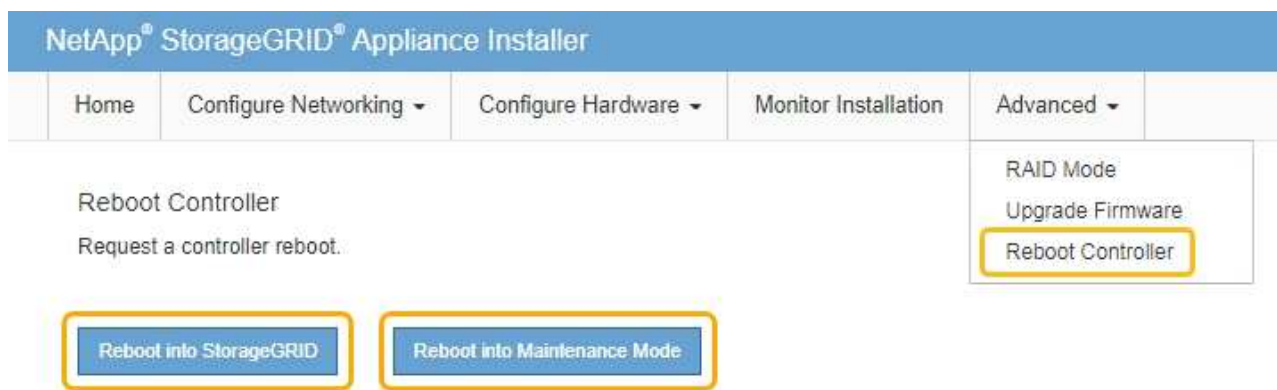 NetApp® StorageGRID® Appliance Installer
Home Configure Networking Configure Hardware Monitor Installation Advanced
RAID Mode
Upgrade Firmware
Reboot Controller
Reboot Controller
Request a controller reboot.
Reboot into StorageGRID Reboot into Maintenance Mode